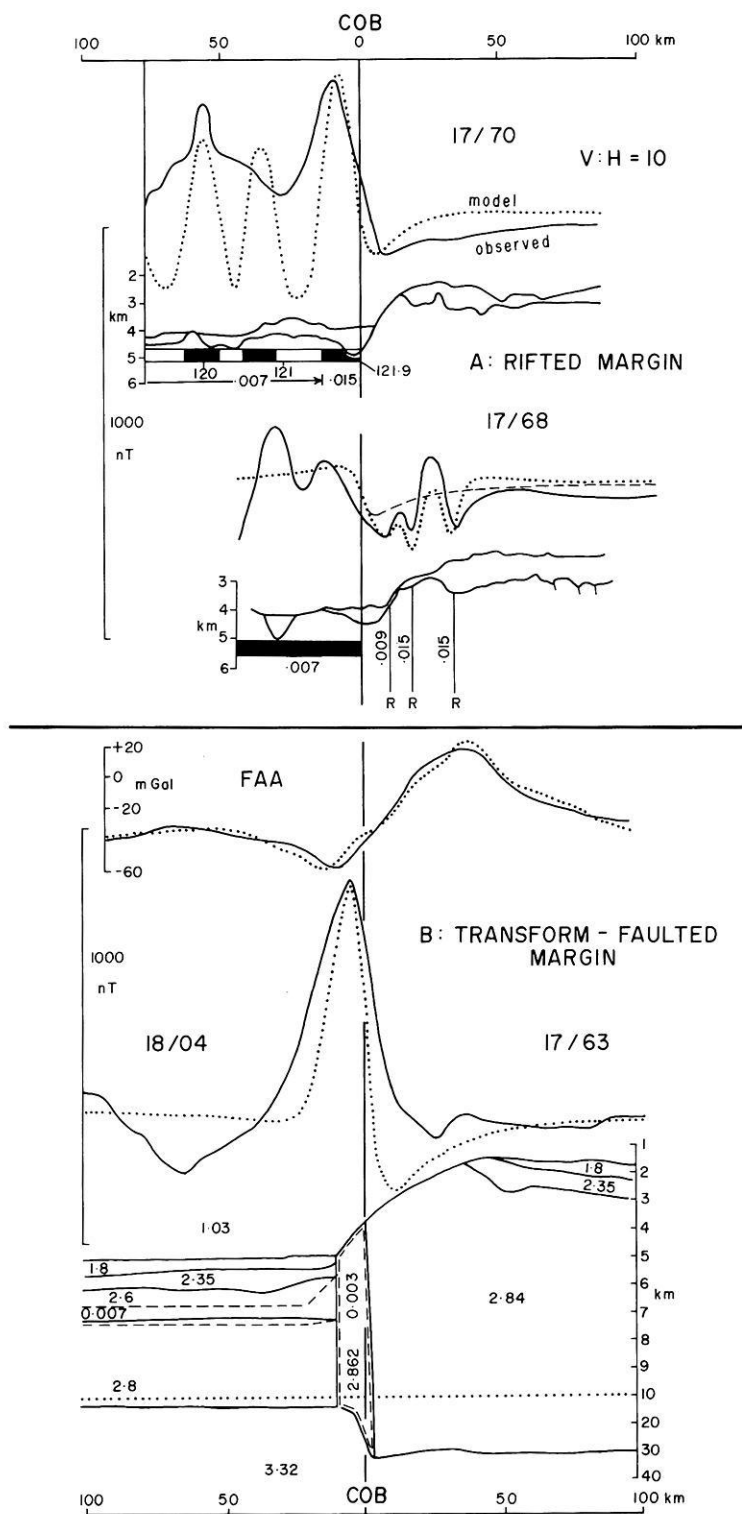 COB
100 50 0 50 100 km
17/70
V:H = 10
model
observed
2
3
km
4
5
6
120 121 121·9
·007 ·015
A: RIFTED MARGIN
17/68
1000
nT
3
4
km
5
6
·007
·009
·015
·015
R R R
+20
0
m Gal
-20
-60
FAA
B: TRANSFORM - FAULTED
MARGIN
1000
nT
18/04
17/63
1·03
1·8
2·35
2·6
0·007
2·8
3·32
0·003
2·862
2·84
1·8
2·35
1
2
3
4
5
6
km
7
8
9
10
20
30
40
100 50 0 50 100 km
COB